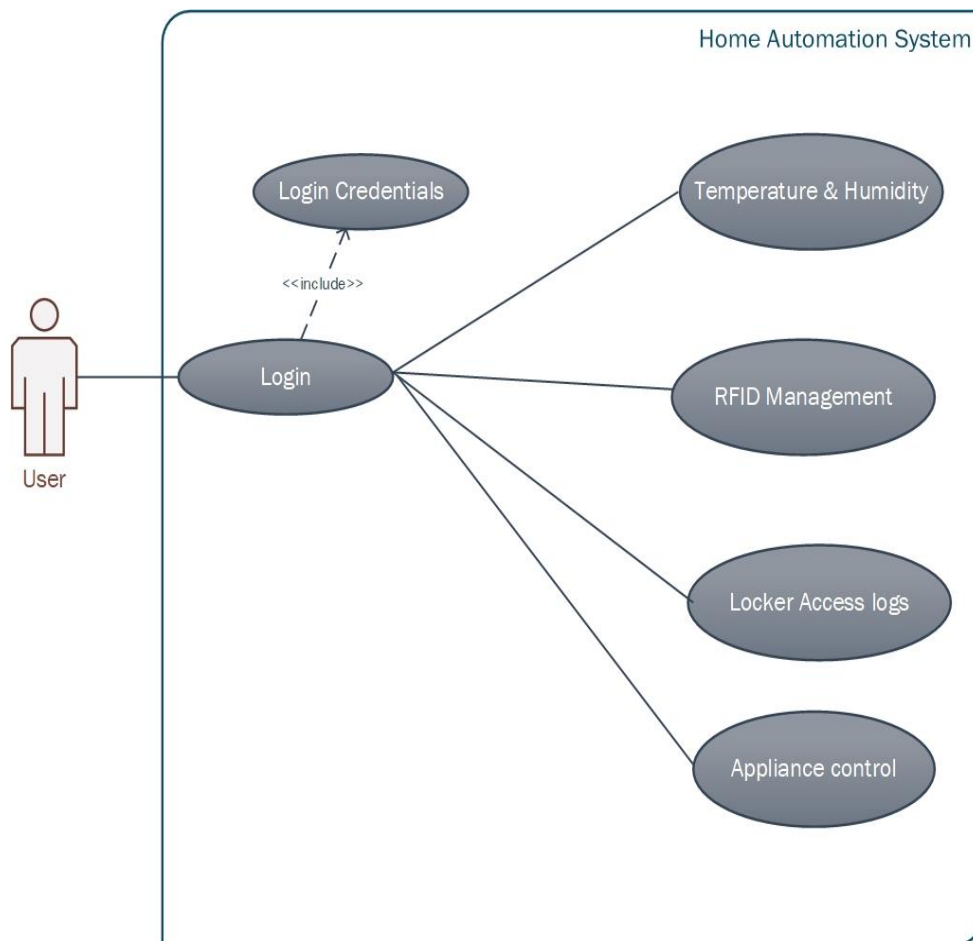 Home Automation System
Login Credentials
Temperature & Humidity
<<include>>
Login
RFID Management
User
Locker Access logs
Appliance control